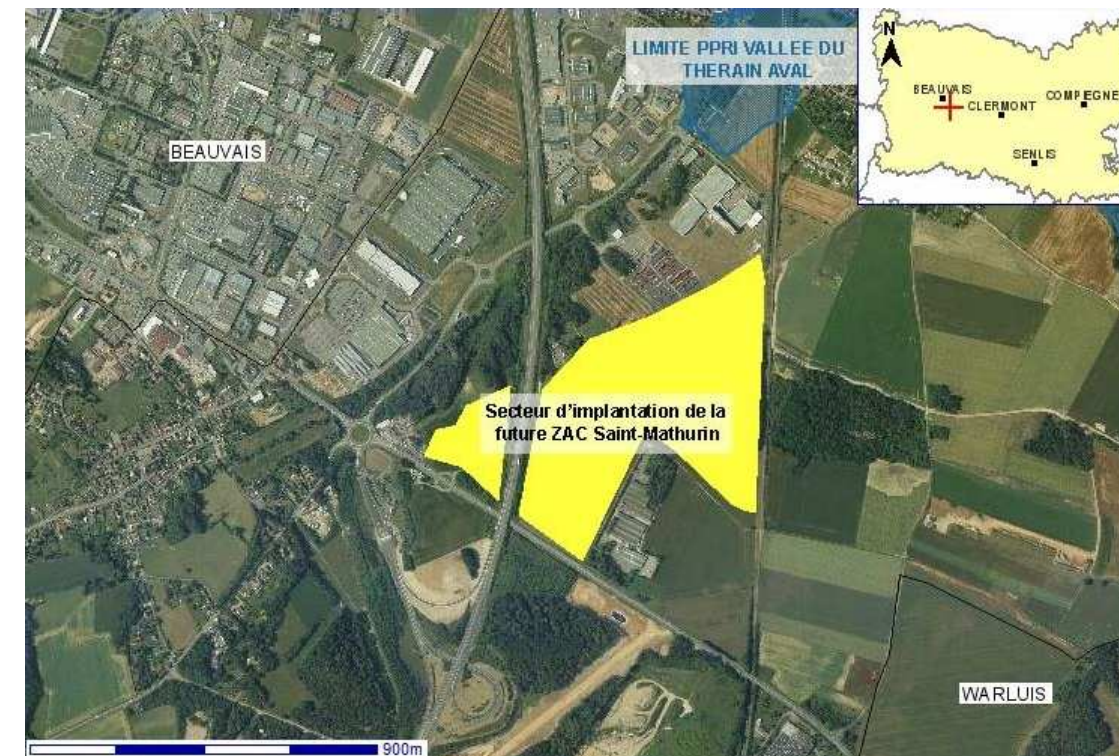 LIMITE PPRI VALLEE DU
THERAIN AVAL
N
BEAUVAIS
CLERMONT
COMPIEGNE
SENLIS
BEAUVAIS
Secteur d'implantation de la
future ZAC Saint-Mathurin
WARLUIS
900m